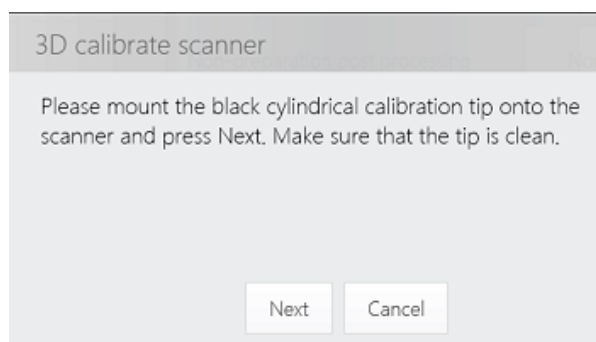 3D calibrate scanner
Please mount the black cylindrical calibration tip onto the
scanner and press Next. Make sure that the tip is clean.
Next
Cancel